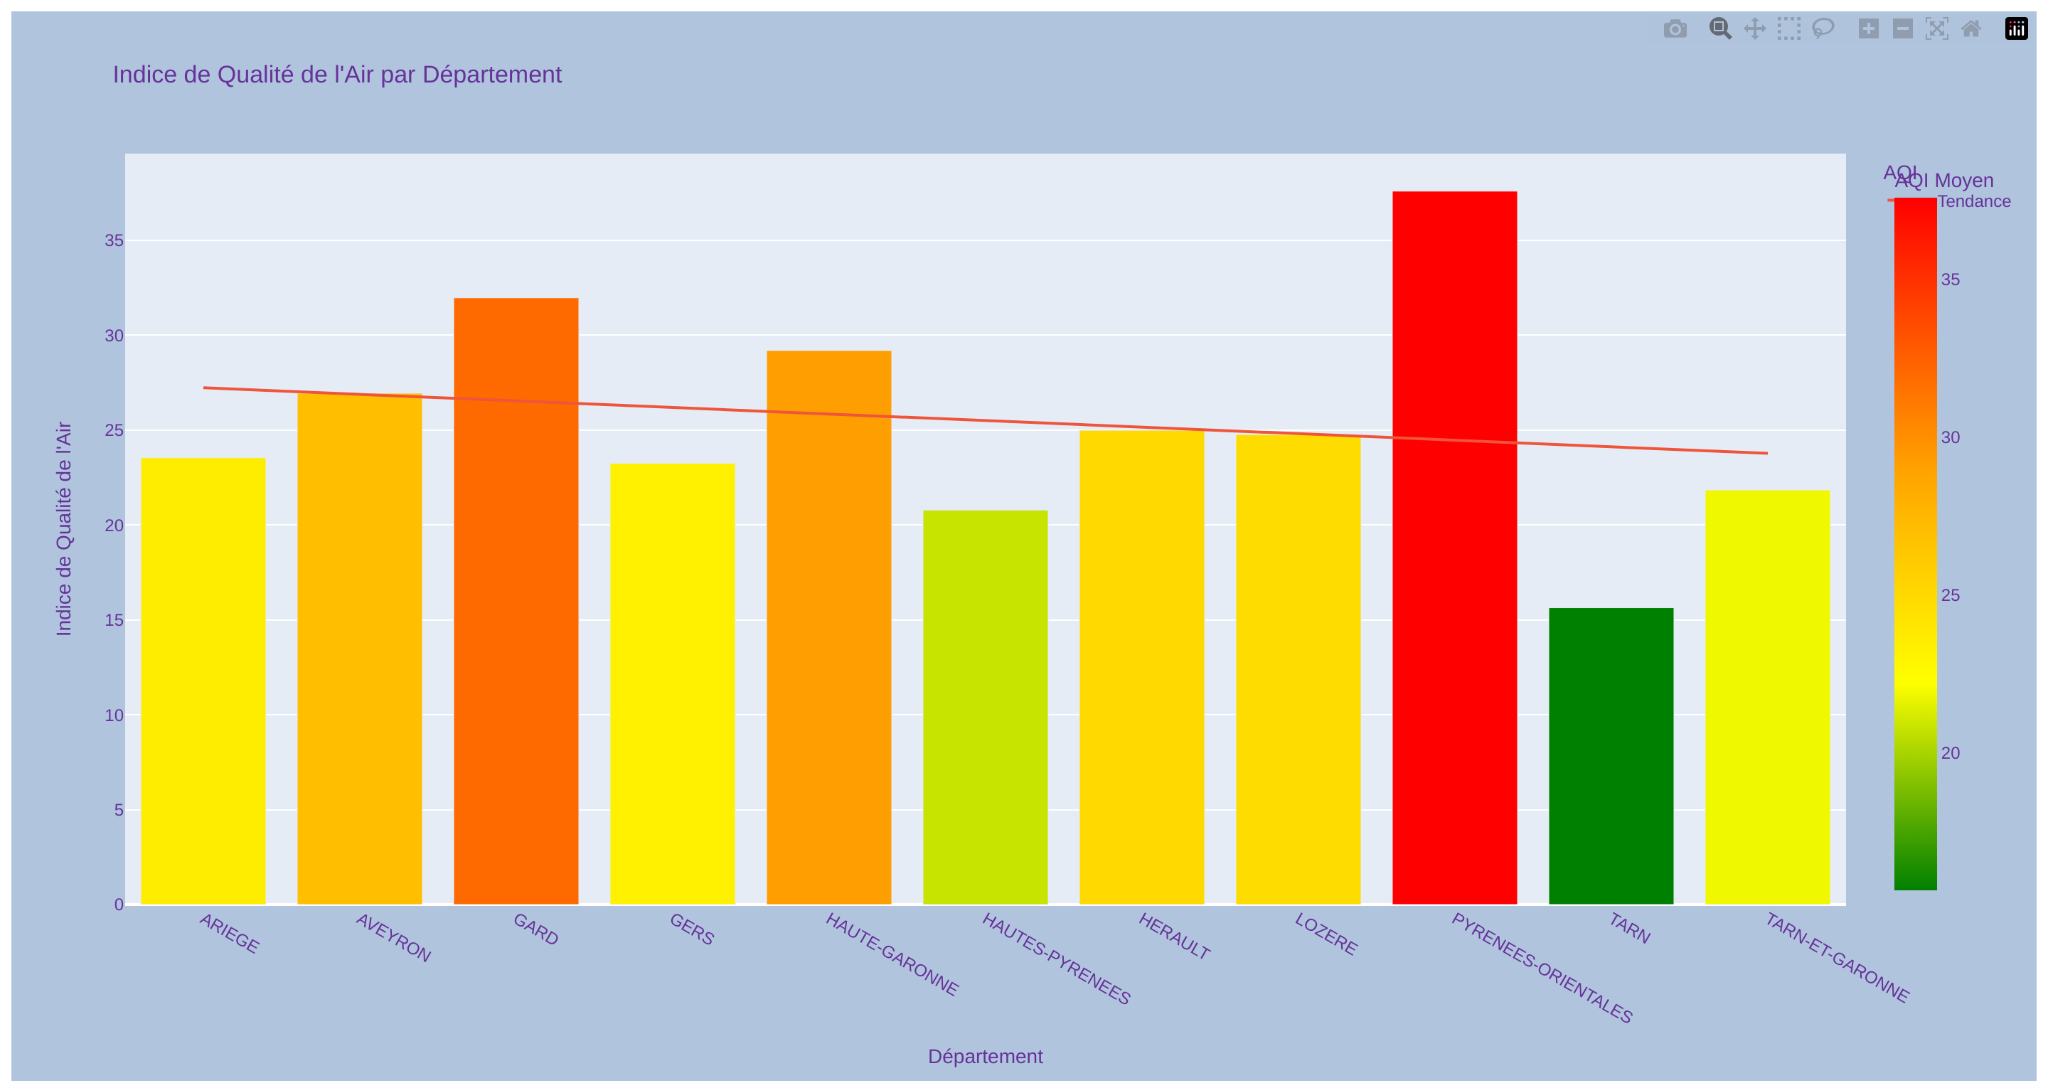 Indice de Qualité de l'Air par Département
AQI
AQI Moyen
Tendance
35
30
25
20
Indice de Qualité de l'Air
35
30
25
20
15
10
5
0
ARIEGE
AVEYRON
GARD
GERS
HAUTE-GARONNE
HAUTES-PYRENEES
HERAULT
LOZERE
PYRENEES-ORIENTALES
TARN
TARN-ET-GARONNE
Département